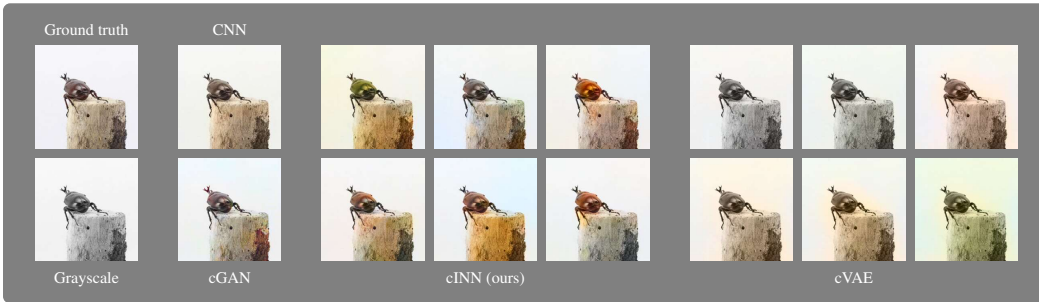 Ground truth
CNN
Grayscale
cGAN
cINN (ours)
cVAE